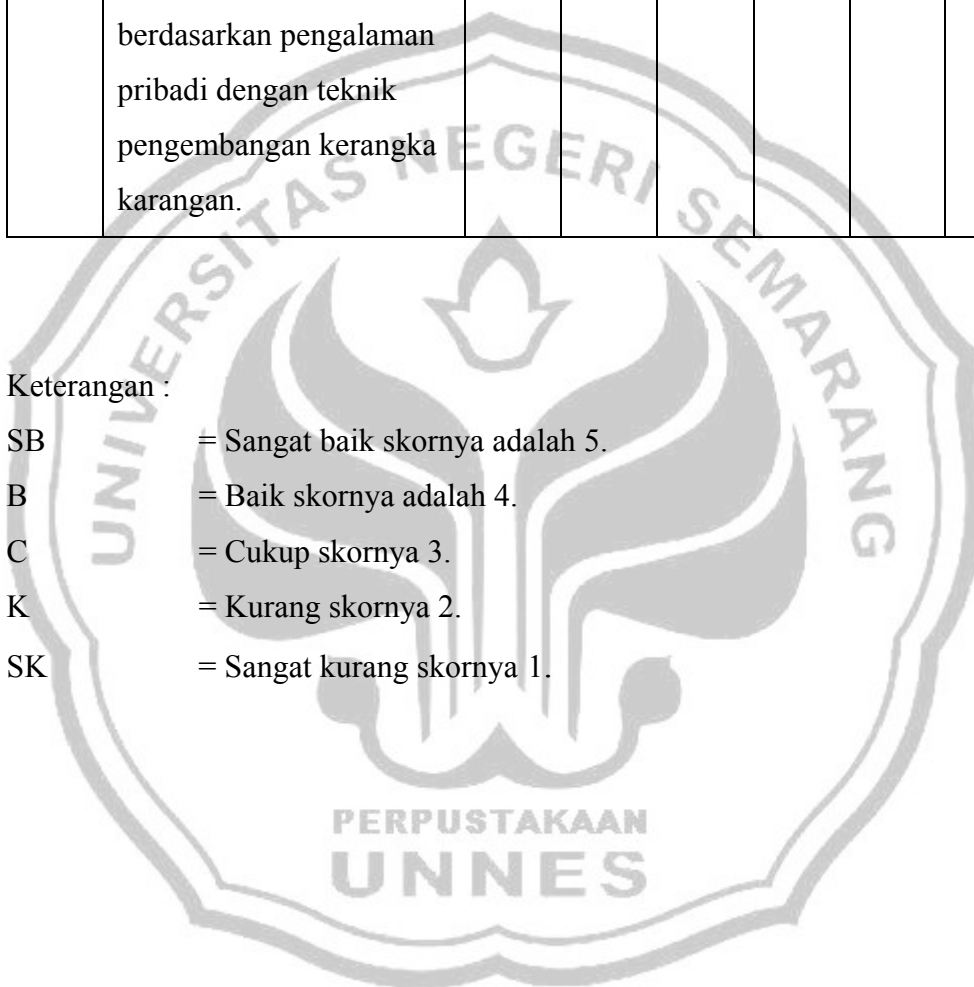 berdasarkan pengalaman
pribadi dengan teknik
pengembangan kerangka
karangan.
UNIVERSITAS NEGERI SEMARANG
Keterangan :
SB = Sangat baik skornya adalah 5.
B = Baik skornya adalah 4.
C = Cukup skornya 3.
K = Kurang skornya 2.
SK = Sangat kurang skornya 1.
PERPUSTAKAAN
UNNES